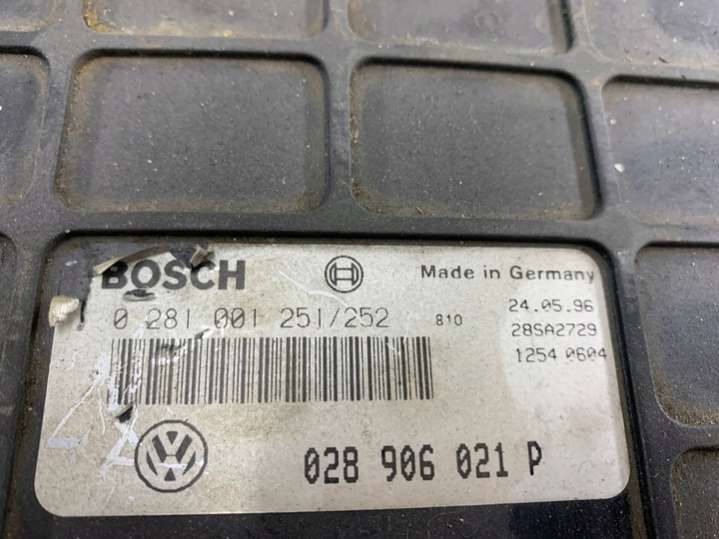 BOSCH Made in Germany
0 281 001 251/252 810 24.05.96
28SA2729
1254 0604
028 906 021 P